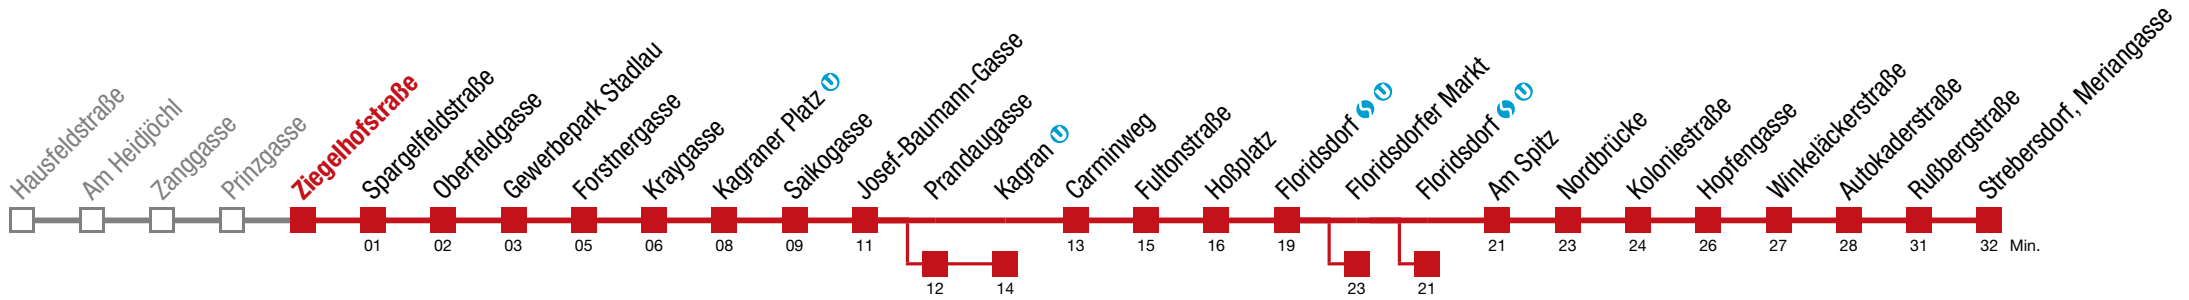 Hausfeldstraße
Am Heidjöchl
Zanggasse
Prinzgasse
Ziegelhofstraße
Spargelfeldstraße
Oberfeldgasse
Gewerbepark Stadlau
Forstnergasse
Kraygasse
Kagraner Platz U
Saikogasse
Josef-Baumann-Gasse
Prandaugasse
Kagran U
Carminweg
Fultonstraße
Hoßplatz
Floridsdorf S U
Floridsdorfer Markt
Floridsdorf S U
Am Spitz
Nordbrücke
Koloniestraße
Hopfengasse
Winkeläckerstraße
Autokaderstraße
Rußbergstraße
Strebersdorf, Meriangasse
01 02 03 05 06 08 09 11 13 15 16 19 21 23 24 26 27 28 31 32 Min.
12 14 23 21